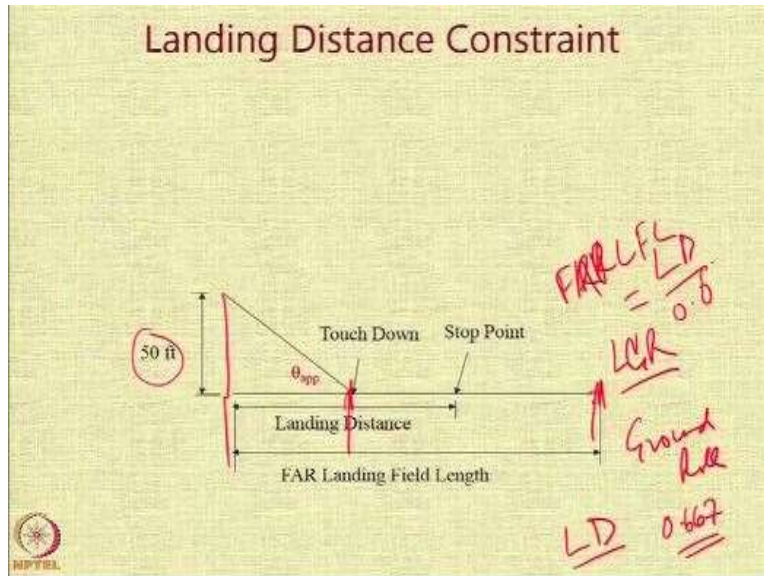 Landing Distance Constraint
FAR LFL
= LD
0.6
50 ft
Touch Down
Stop Point
θapp
LGR
Landing Distance
Ground
Role
FAR Landing Field Length
LD 0.667
NPTEL